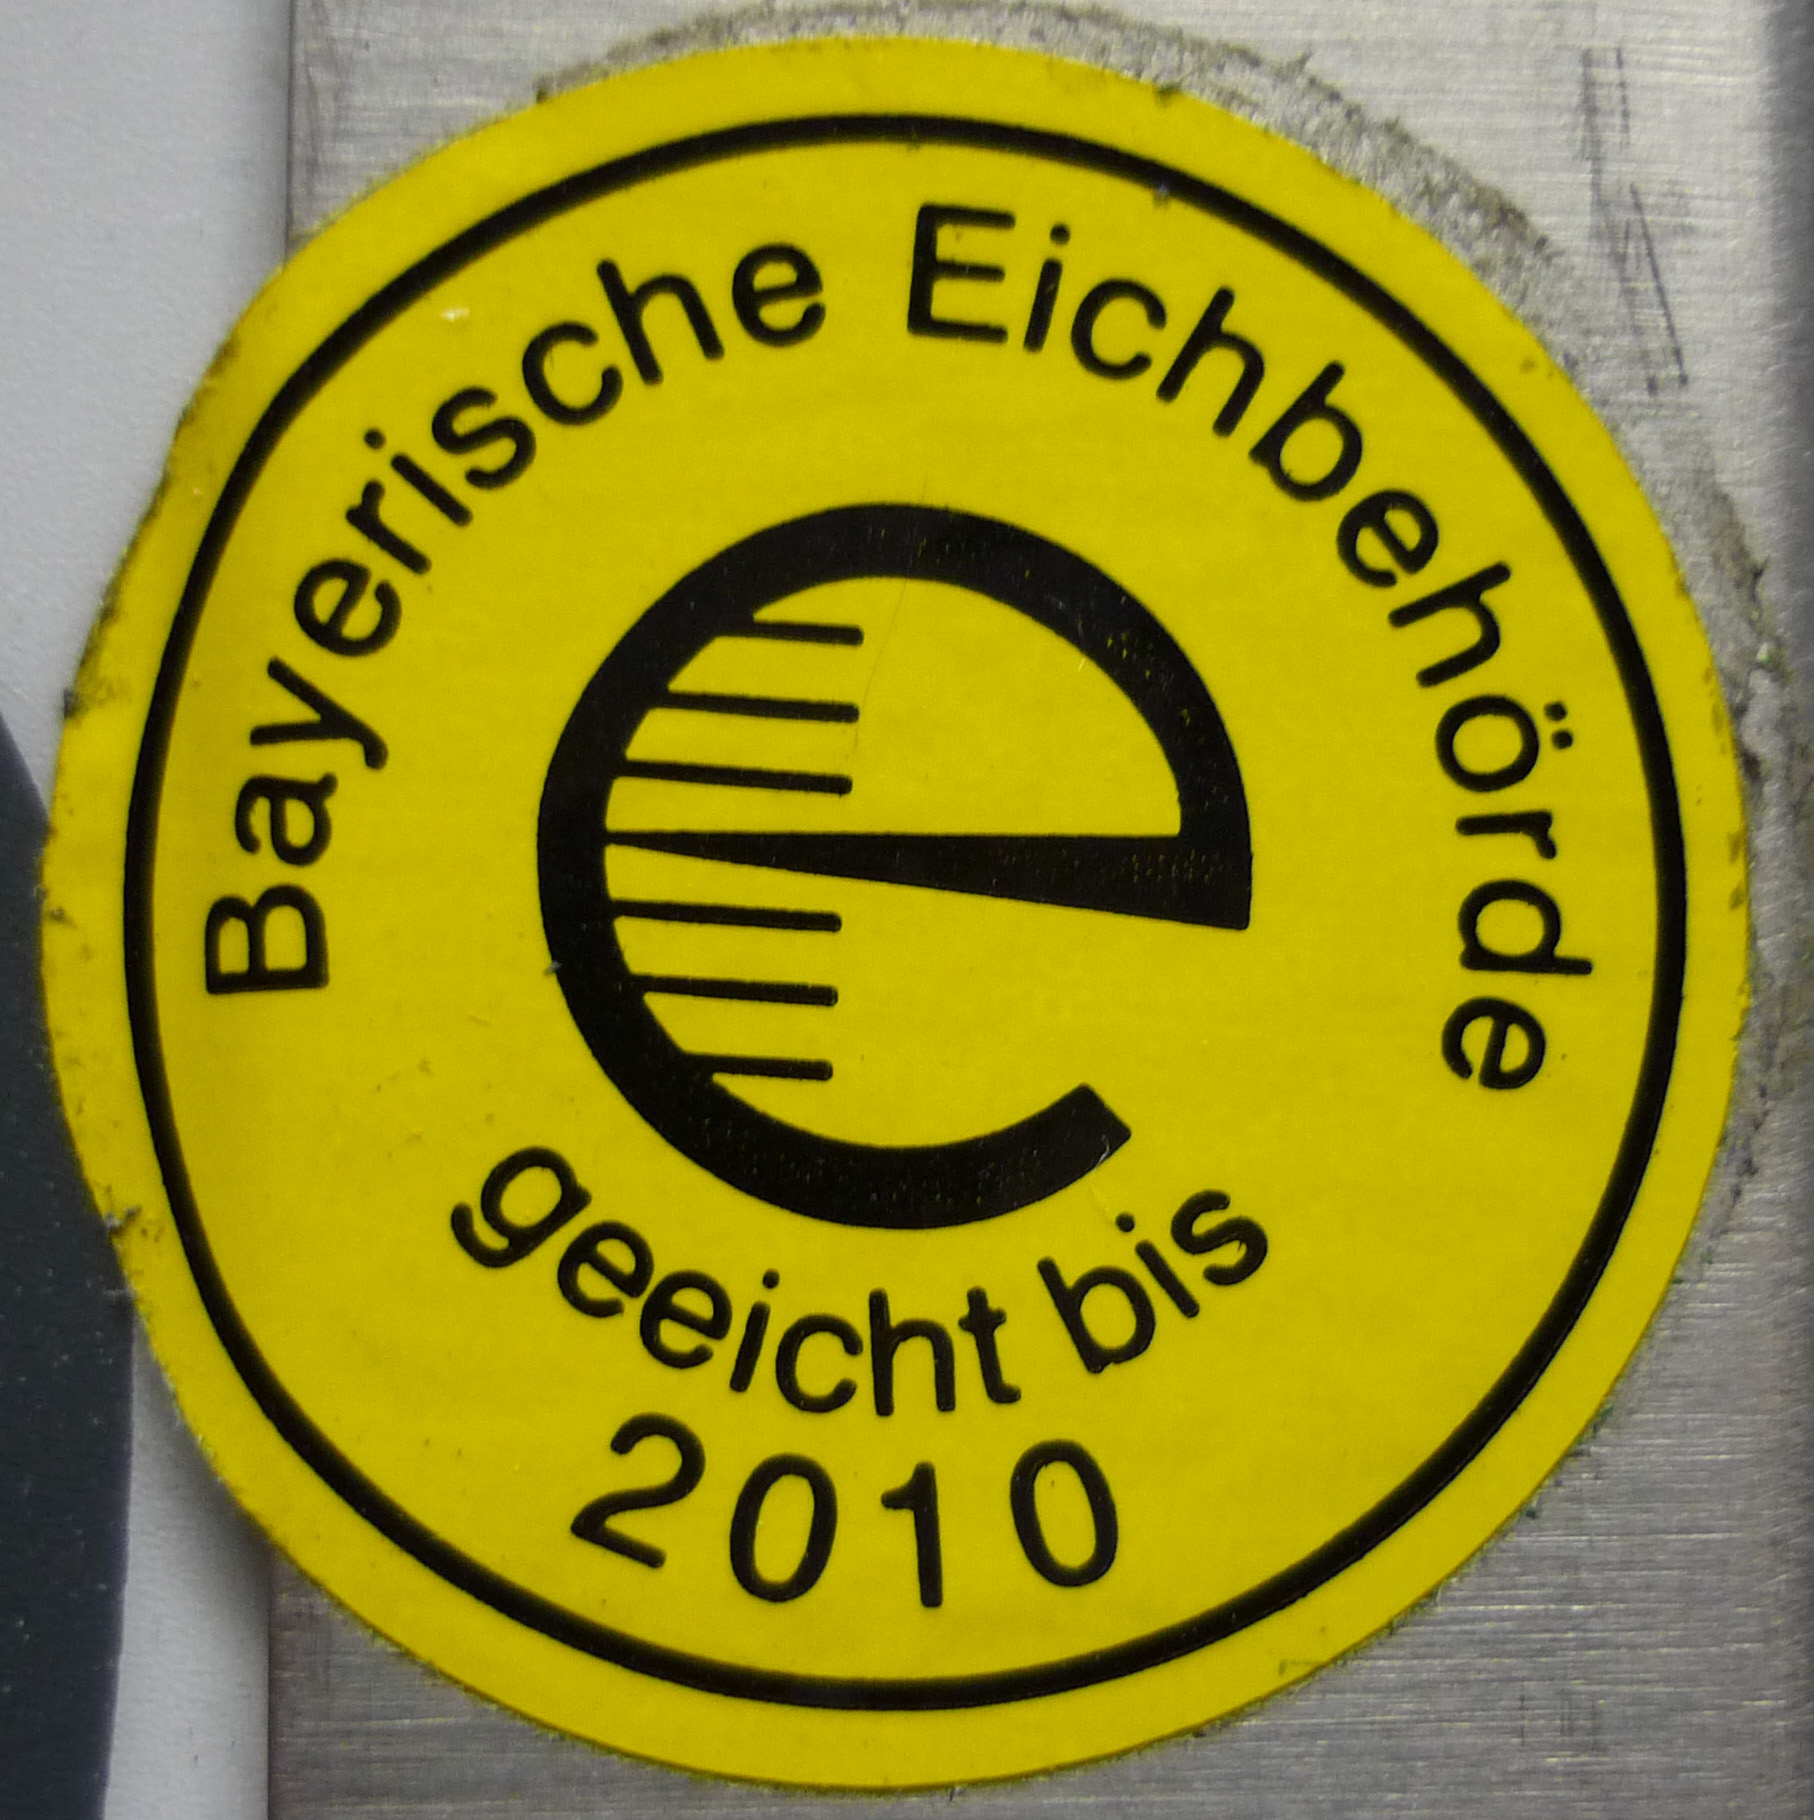 Bayerische Eichbehörde
e
geeicht bis
2010